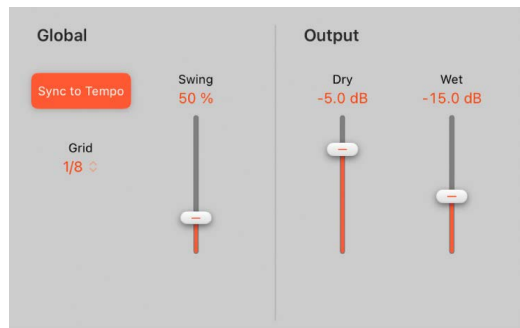 Global
Sync to Tempo
Swing
50 %
Grid
1/8
Output
Dry
-5.0 dB
Wet
-15.0 dB